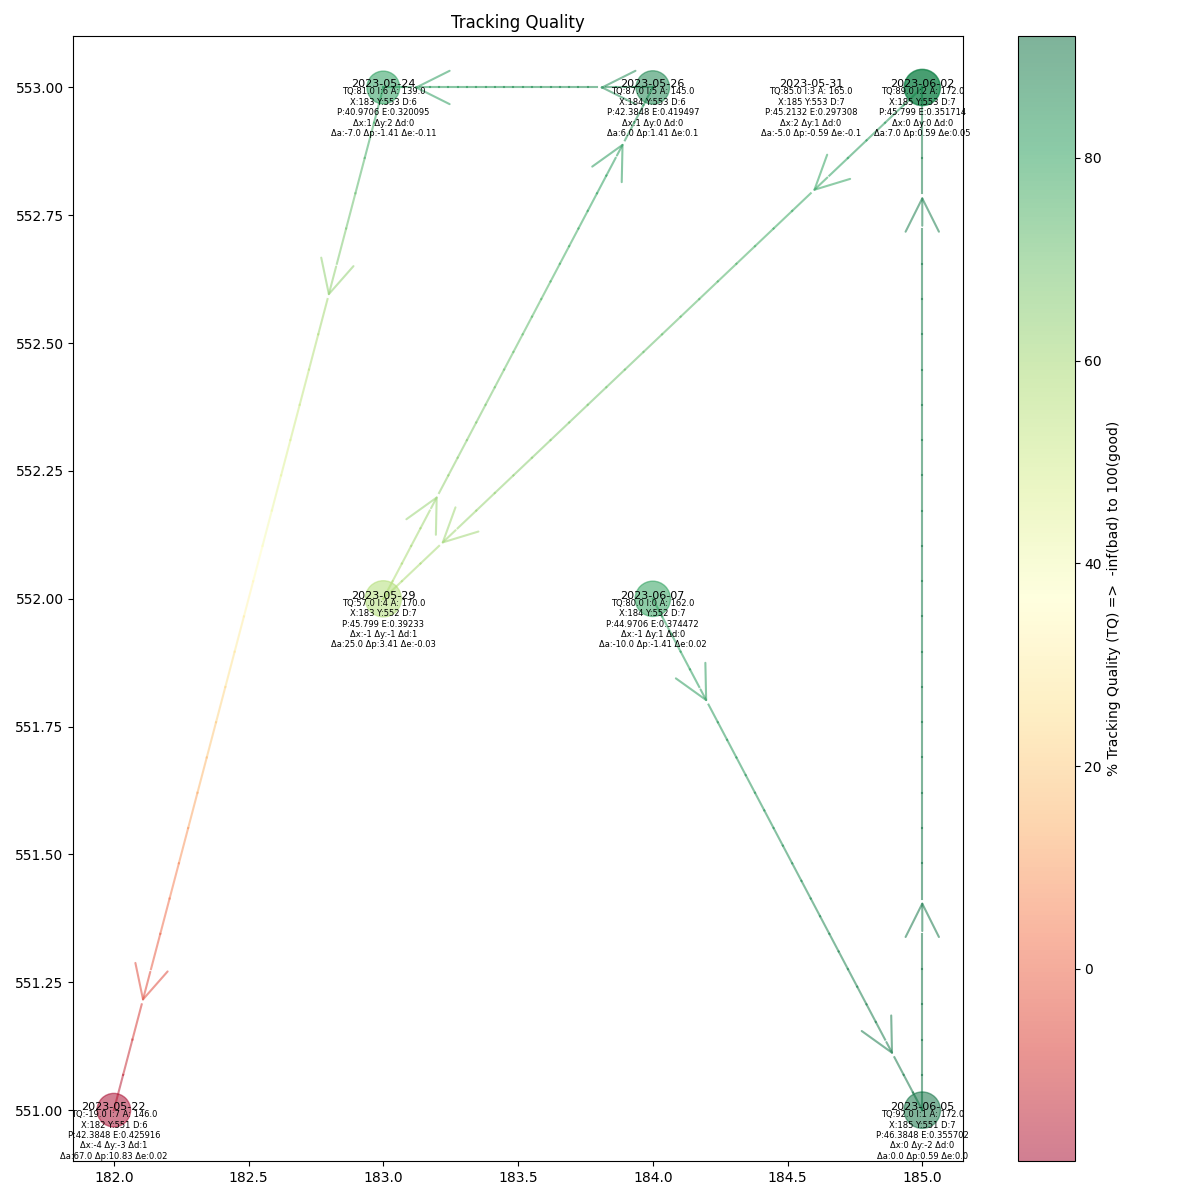 Tracking Quality
553.00
552.75
552.50
552.25
552.00
551.75
551.50
551.25
551.00
2023-05-24
TQ:81.0 I:6 A: 139.0
X:183 Y:553 D:6
P:40.9706 E:0.320095
Δx:1 Δy:2 Δd:0
Δa:-7.0 Δp:-1.41 Δe:-0.11
2023-05-26
TQ:87.0 I:5 A: 145.0
X:184 Y:553 D:6
P:42.3848 E:0.419497
Δx:1 Δy:0 Δd:0
Δa:6.0 Δp:1.41 Δe:0.1
2023-05-31
TQ:85.0 I:3 A: 165.0
X:185 Y:553 D:7
P:45.2132 E:0.297308
Δx:2 Δy:1 Δd:0
Δa:-5.0 Δp:-0.59 Δe:-0.1
2023-06-02
TQ:89.0 I:2 A: 172.0
X:185 Y:553 D:7
P:45.799 E:0.351714
Δx:0 Δy:0 Δd:0
Δa:7.0 Δp:0.59 Δe:0.05
2023-05-29
TQ:57.0 I:4 A: 170.0
X:183 Y:552 D:7
P:45.799 E:0.39233
Δx:-1 Δy:-1 Δd:1
Δa:25.0 Δp:3.41 Δe:-0.03
2023-06-07
TQ:80.0 I:0 A: 162.0
X:184 Y:552 D:7
P:44.9706 E:0.374472
Δx:-1 Δy:1 Δd:0
Δa:-10.0 Δp:-1.41 Δe:0.02
2023-05-22
TQ:-19.0 I:7 A: 146.0
X:182 Y:551 D:6
P:42.3848 E:0.425916
Δx:-4 Δy:-3 Δd:1
Δa:67.0 Δp:10.83 Δe:0.02
2023-06-05
TQ:92.0 I:1 A: 172.0
X:185 Y:551 D:7
P:46.3848 E:0.355702
Δx:0 Δy:-2 Δd:0
Δa:0.0 Δp:0.59 Δe:0.0
182.0
182.5
183.0
183.5
184.0
184.5
185.0
80
60
40
20
0
% Tracking Quality (TQ) => -inf(bad) to 100(good)